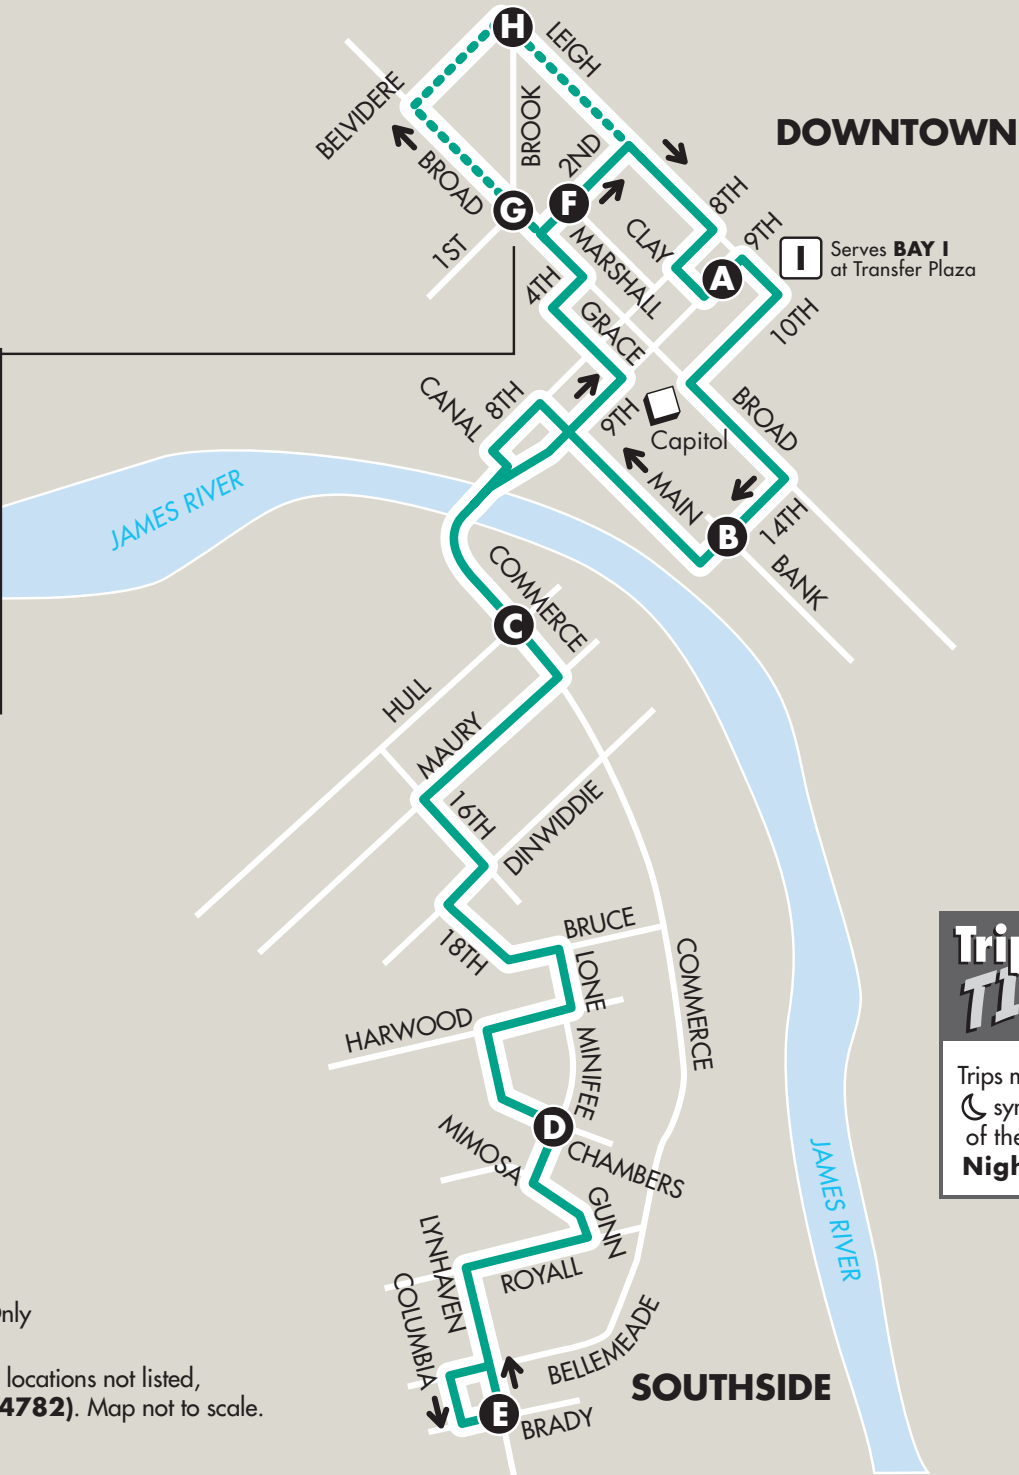 H
LEIGH
BELVIDERE
BROOK
DOWNTOWN
2ND
BROAD
8TH
G
F
9TH
CLAY
1ST
MARSHALL
I
Serves BAY I
at Transfer Plaza
A
4TH
10TH
GRACE
8TH
CANAL
9TH
BROAD
Capitol
JAMES RIVER
MAIN
14TH
B
BANK
COMMERCE
C
HULL
MAURY
16TH
DINWIDDIE
BRUCE
18TH
LONE
COMMERCE
HARWOOD
MINIFEE
Trips m
sy
of the
Nigh
D
MIMOSA
CHAMBERS
JAMES RIVER
GUNN
LYNHAVEN
ROYALL
COLUMBIA
nly
BELLEMEADE
locations not listed,
4782). Map not to scale.
SOUTHSIDE
E
BRADY